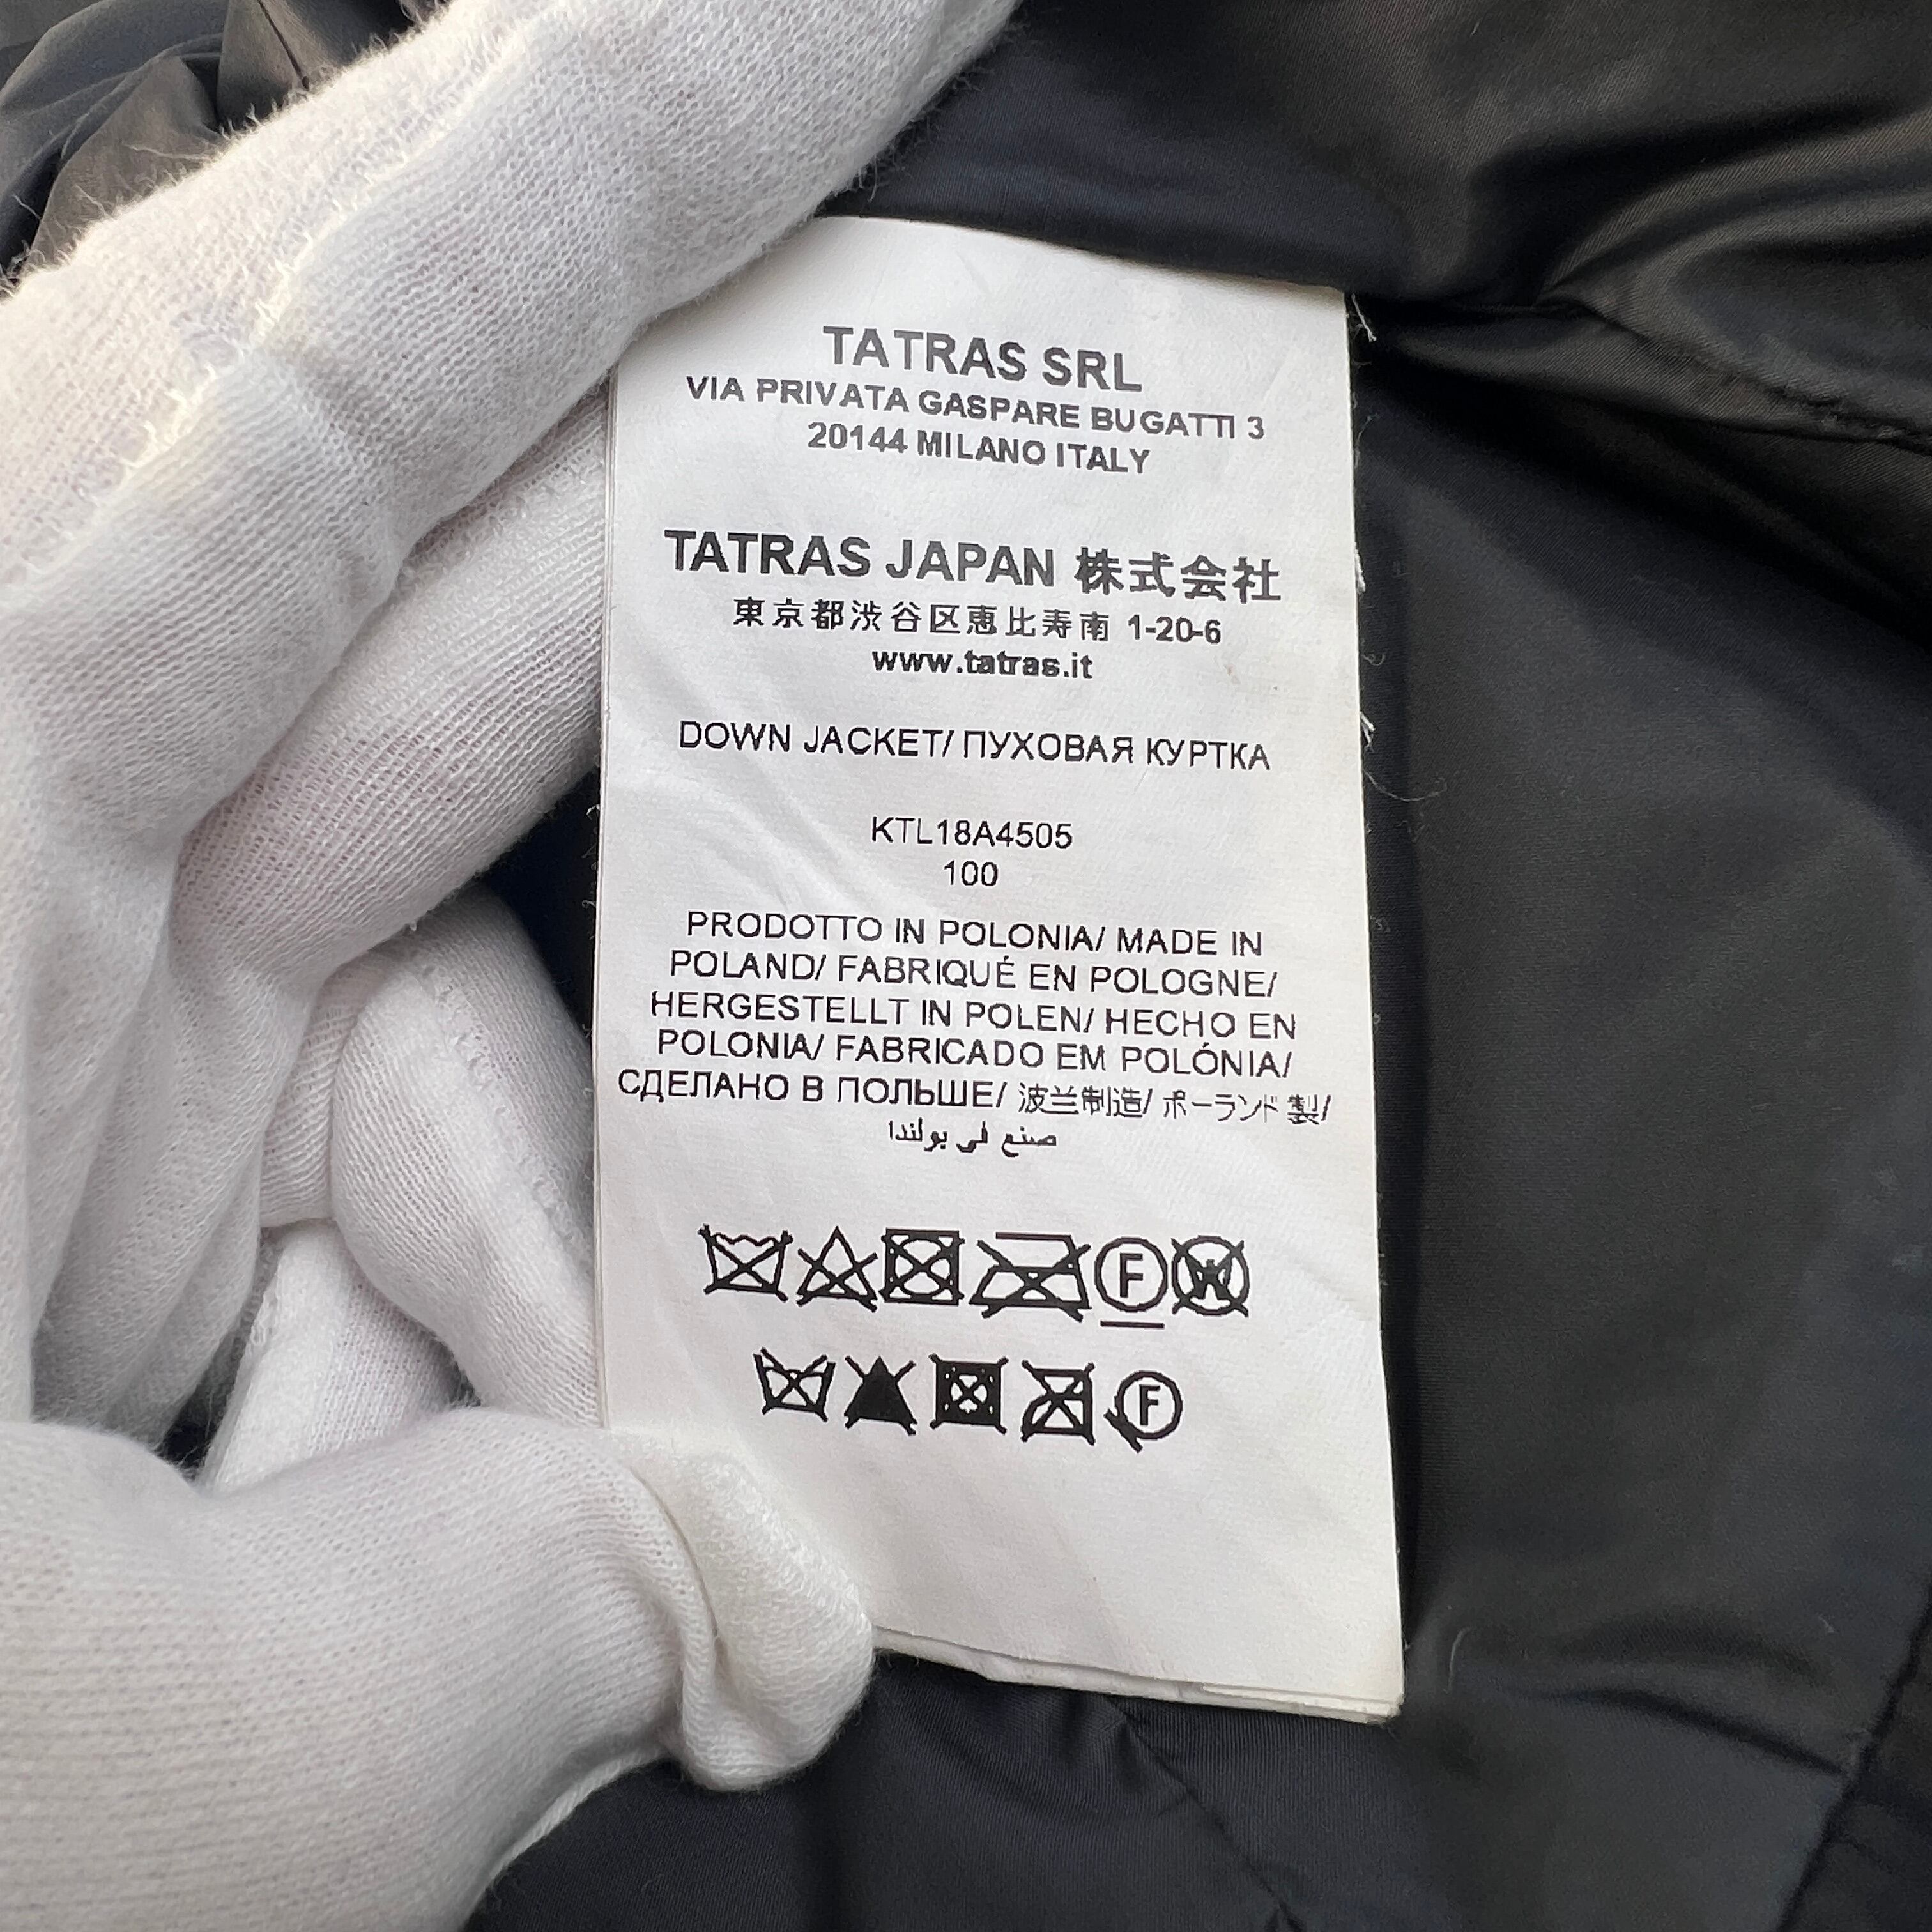 TATRAS SRL
VIA PRIVATA GASPARE BUGATTI 3
20144 MILANO ITALY
TATRAS JAPAN 株式会社
東京都渋谷区恵比寿南 1-20-6
www.tatras.it
DOWN JACKET/ ПУХОВАЯ КУРТКА
KTL18A4505
100
PRODOTTO IN POLONIA/ MADE IN
POLAND/ FABRIQUÉ EN POLOGNE/
HERGESTELLT IN POLEN/ HECHO EN
POLONIA/ FABRICADO EM POLÓNIA/
СДЕЛАНО В ПОЛЬШЕ/ 波兰制造/ ポーランド 製/
صنع في بولندا
F W
F